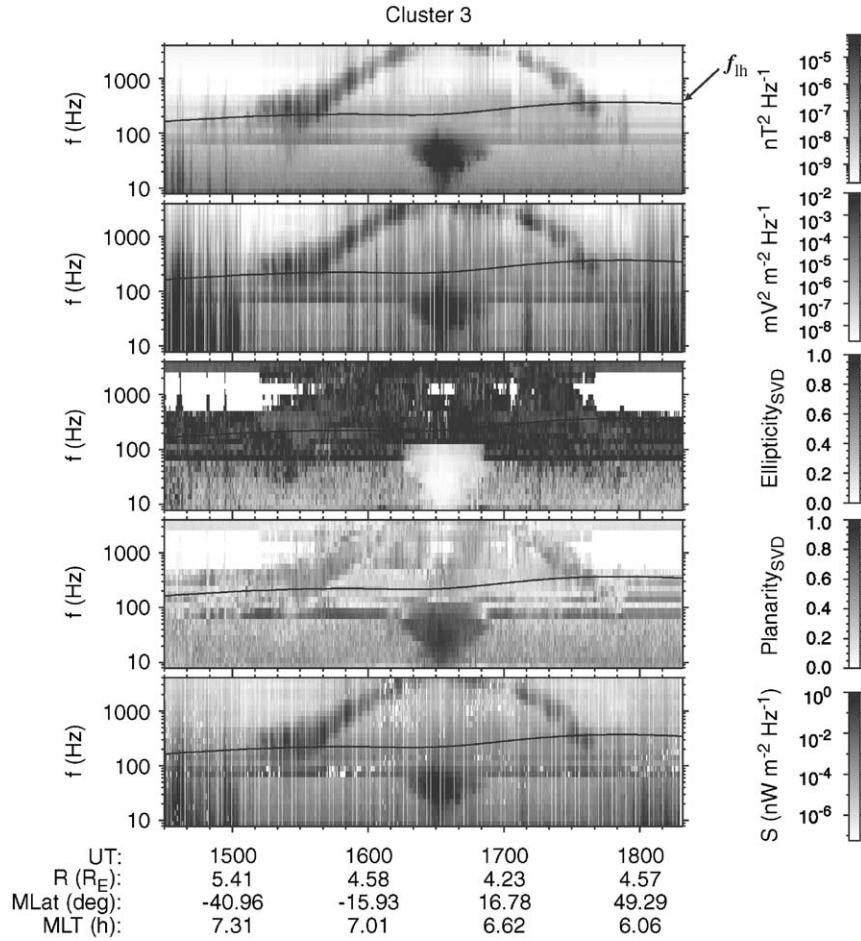 Cluster 3
f_lh
f (Hz)
1000
100
10
nT² Hz⁻¹
10⁻⁵
10⁻⁶
10⁻⁷
10⁻⁸
10⁻⁹
f (Hz)
1000
100
10
mV² m⁻² Hz⁻¹
10⁻²
10⁻³
10⁻⁴
10⁻⁵
10⁻⁶
10⁻⁷
10⁻⁸
f (Hz)
1000
100
10
Ellipticity_SVD
1.0
0.8
0.6
0.4
0.2
0.0
f (Hz)
1000
100
10
Planarity_SVD
1.0
0.8
0.6
0.4
0.2
0.0
f (Hz)
1000
100
10
S (nW m⁻² Hz⁻¹)
10⁰
10⁻²
10⁻⁴
10⁻⁶
UT: 1500 1600 1700 1800
R (R_E): 5.41 4.58 4.23 4.57
MLat (deg): -40.96 -15.93 16.78 49.29
MLT (h): 7.31 7.01 6.62 6.06